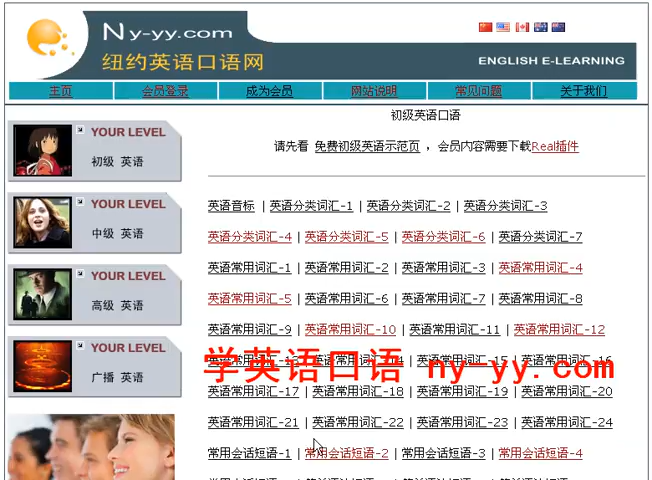 Ny-yy.com
纽约英语口语网
ENGLISH E-LEARNING
主页 会员登录 成为会员 网站说明 常见问题 关于我们
初级英语口语
请先看 免费初级英语示范页 ，会员内容需要下载Real插件
YOUR LEVEL
初级 英语
YOUR LEVEL
中级 英语
YOUR LEVEL
高级 英语
YOUR LEVEL
广播 英语
英语音标 | 英语分类词汇-1 | 英语分类词汇-2 | 英语分类词汇-3
英语分类词汇-4 | 英语分类词汇-5 | 英语分类词汇-6 | 英语分类词汇-7
英语常用词汇-1 | 英语常用词汇-2 | 英语常用词汇-3 | 英语常用词汇-4
英语常用词汇-5 | 英语常用词汇-6 | 英语常用词汇-7 | 英语常用词汇-8
英语常用词汇-9 | 英语常用词汇-10 | 英语常用词汇-11 | 英语常用词汇-12
英语常用词汇-13 | 英语常用词汇-14 | 英语常用词汇-15 | 英语常用词汇-16
学英语口语 ny-yy.com
英语常用词汇-17 | 英语常用词汇-18 | 英语常用词汇-19 | 英语常用词汇-20
英语常用词汇-21 | 英语常用词汇-22 | 英语常用词汇-23 | 英语常用词汇-24
常用会话短语-1 | 常用会话短语-2 | 常用会话短语-3 | 常用会话短语-4